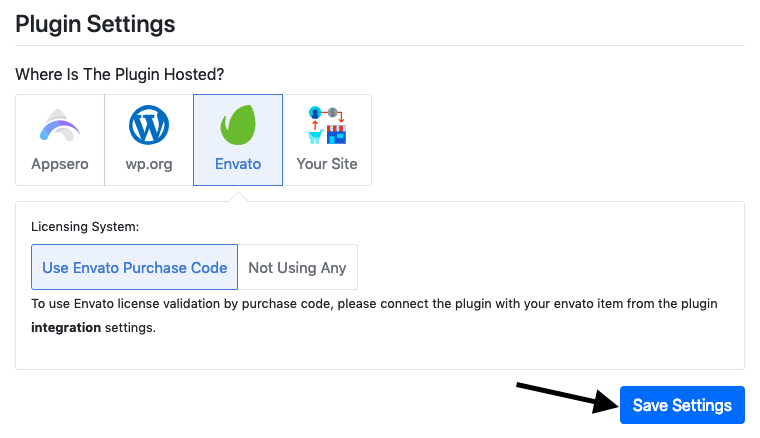 Plugin Settings
Where Is The Plugin Hosted?
Appsero
wp.org
Envato
Your Site
Licensing System:
Use Envato Purchase Code
Not Using Any
To use Envato license validation by purchase code, please connect the plugin with your envato item from the plugin
integration settings.
Save Settings